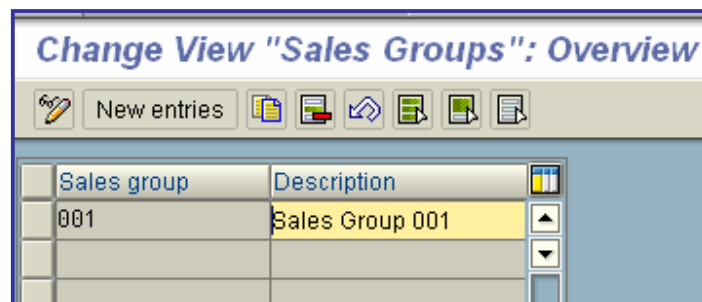 Change View "Sales Groups": Overview
New entries
Sales group Description
001 Sales Group 001